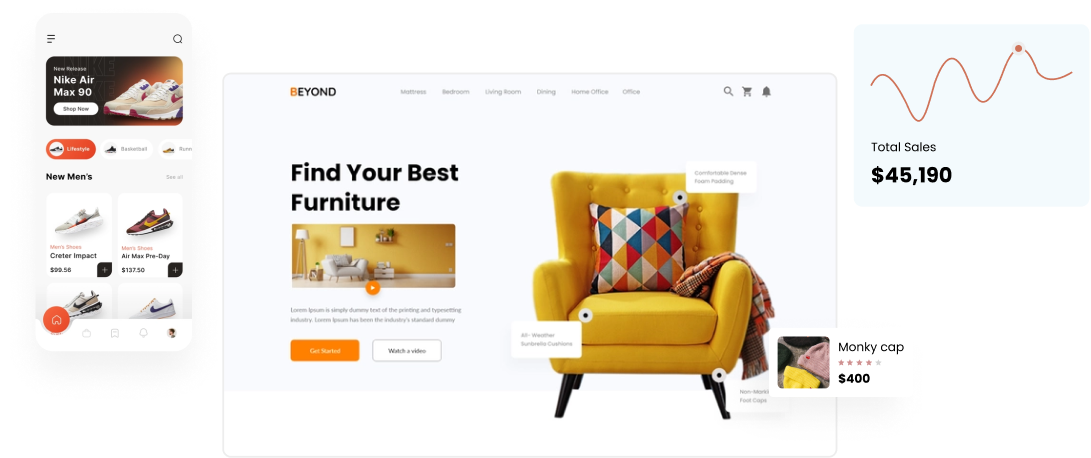 New Release
Nike Air
Max 90
Shop Now
Lifestyle
Basketball
Runn
New Men's
See all
Men's Shoes
Creter Impact
$99.56
Men's Shoes
Air Max Pre-Day
$137.50
BEYOND
Mattress
Bedroom
Living Room
Dining
Home Office
Office
Find Your Best
Furniture
Lorem Ipsum is simply dummy text of the printing and typesetting
industry. Lorem Ipsum has been the industry's standard dummy
Get Started
Watch a video
Comfortable Dense
Foam Padding
All- Weather
Sunbrella Cushions
Foot Caps
Total Sales
$45,190
Monky cap
$400